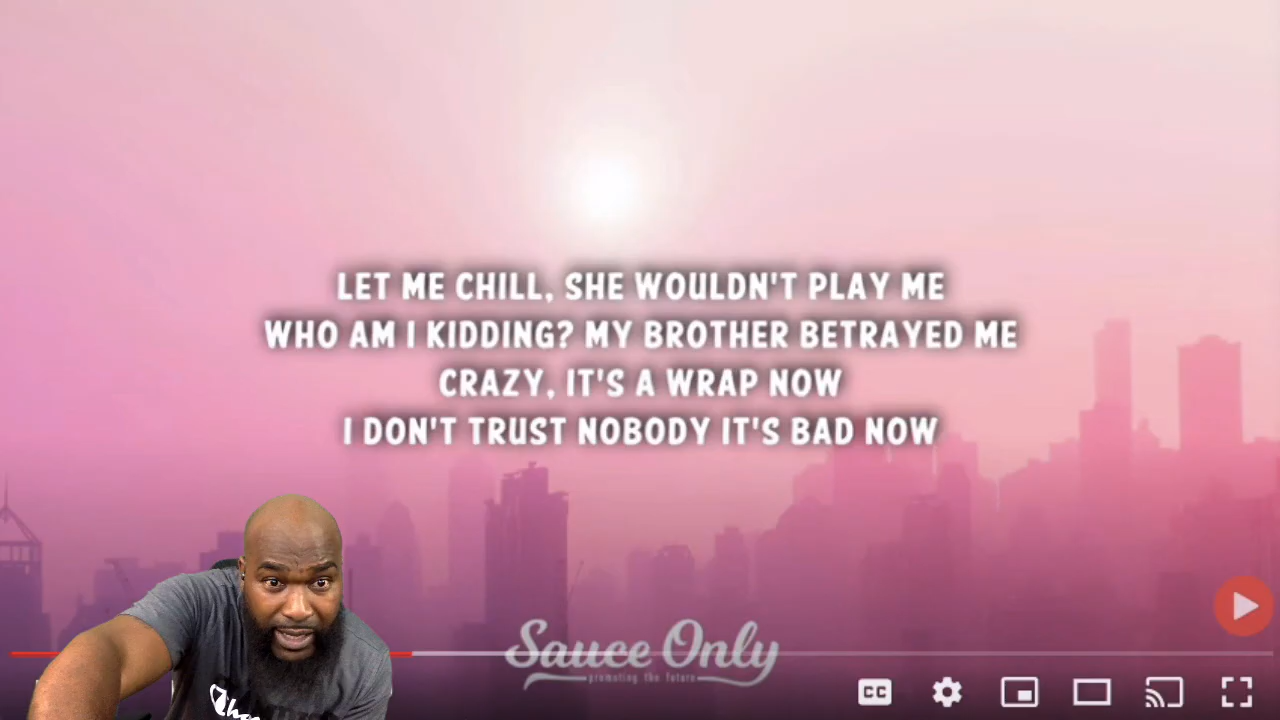 LET ME CHILL, SHE WOULDN'T PLAY ME
WHO AM I KIDDING? MY BROTHER BETRAYED ME
CRAZY, IT'S A WRAP NOW
I DON'T TRUST NOBODY IT'S BAD NOW
Sauce Only
promoting the future
CC